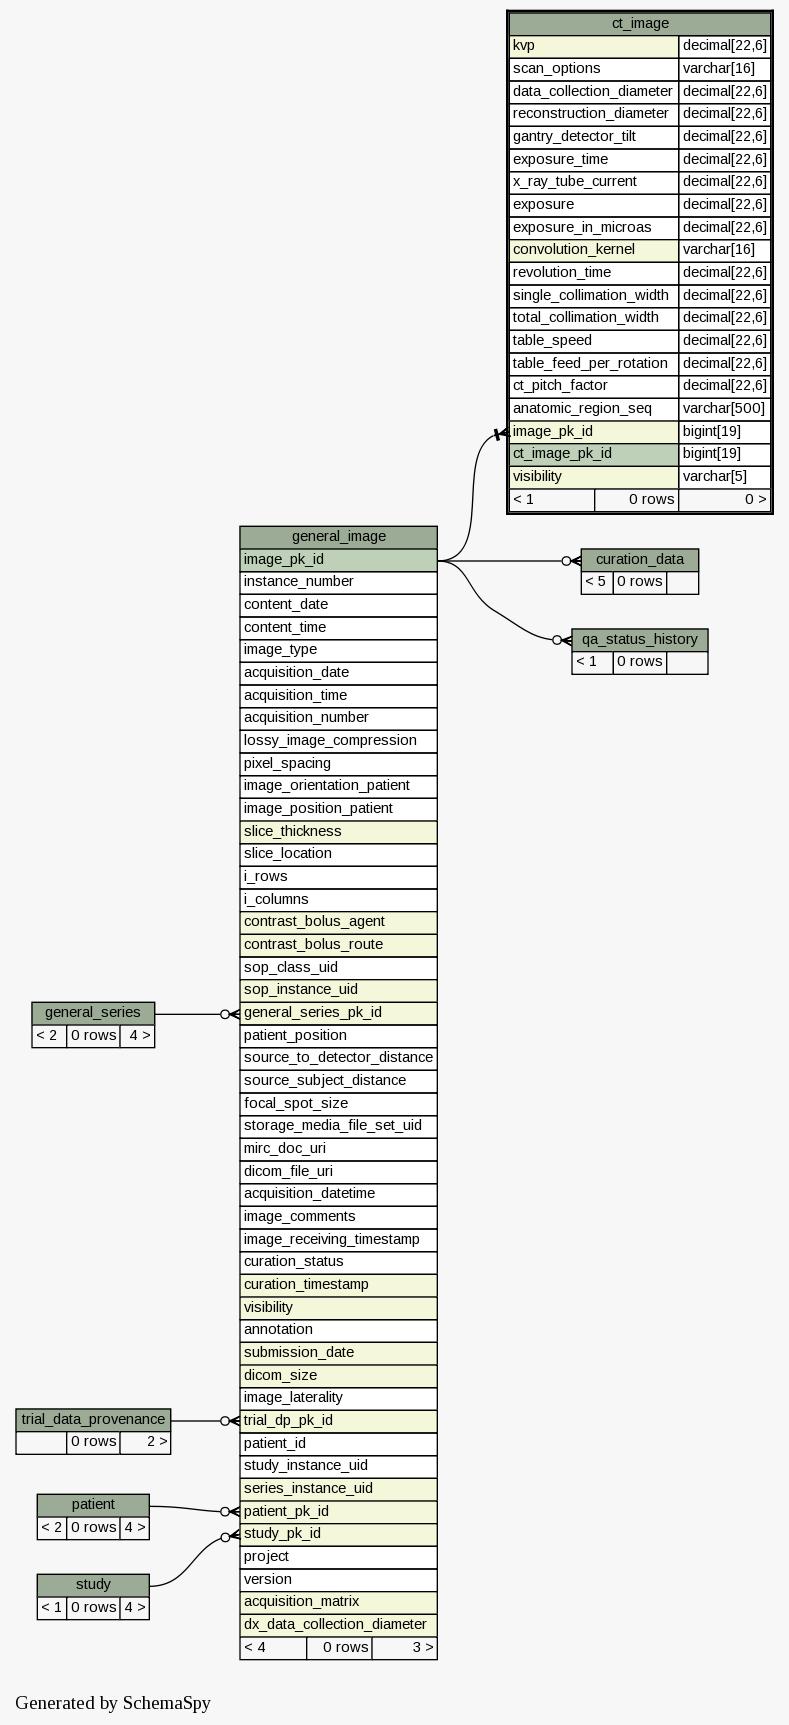 ct_image
kvp decimal[22,6]
scan_options varchar[16]
data_collection_diameter decimal[22,6]
reconstruction_diameter decimal[22,6]
gantry_detector_tilt decimal[22,6]
exposure_time decimal[22,6]
x_ray_tube_current decimal[22,6]
exposure decimal[22,6]
exposure_in_microas decimal[22,6]
convolution_kernel varchar[16]
revolution_time decimal[22,6]
single_collimation_width decimal[22,6]
total_collimation_width decimal[22,6]
table_speed decimal[22,6]
table_feed_per_rotation decimal[22,6]
ct_pitch_factor decimal[22,6]
anatomic_region_seq varchar[500]
image_pk_id bigint[19]
ct_image_pk_id bigint[19]
visibility varchar[5]
< 1 0 rows 0 >
general_image
image_pk_id
instance_number
content_date
content_time
image_type
acquisition_date
acquisition_time
acquisition_number
lossy_image_compression
pixel_spacing
image_orientation_patient
image_position_patient
slice_thickness
slice_location
i_rows
i_columns
contrast_bolus_agent
contrast_bolus_route
sop_class_uid
sop_instance_uid
general_series_pk_id
patient_position
source_to_detector_distance
source_subject_distance
focal_spot_size
storage_media_file_set_uid
mirc_doc_uri
dicom_file_uri
acquisition_datetime
image_comments
image_receiving_timestamp
curation_status
curation_timestamp
visibility
annotation
submission_date
dicom_size
image_laterality
trial_dp_pk_id
patient_id
study_instance_uid
series_instance_uid
patient_pk_id
study_pk_id
project
version
acquisition_matrix
dx_data_collection_diameter
< 4 0 rows 3 >
curation_data
< 5 0 rows
qa_status_history
< 1 0 rows
general_series
< 2 0 rows 4 >
trial_data_provenance
0 rows 2 >
patient
< 2 0 rows 4 >
study
< 1 0 rows 4 >
Generated by SchemaSpy